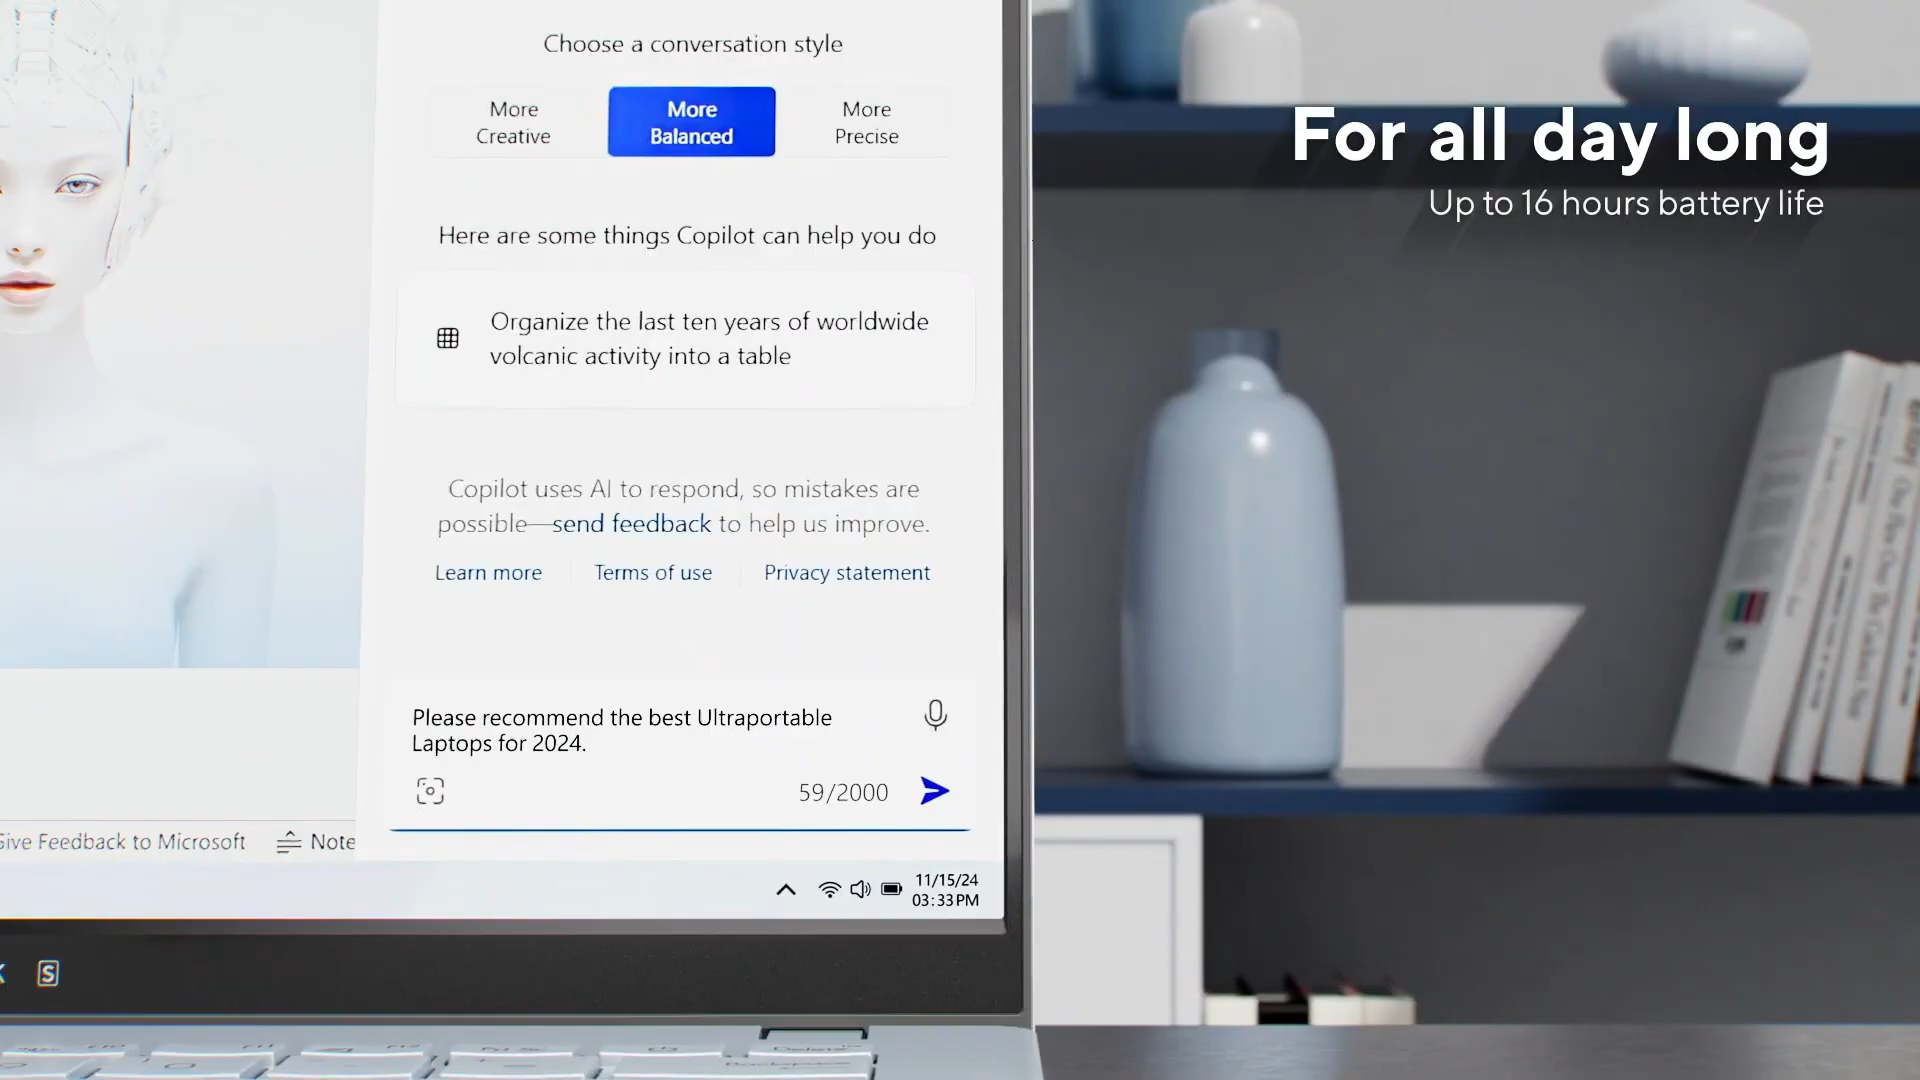 Choose a conversation style
More
Creative
More
Balanced
More
Precise
Here are some things Copilot can help you do
Organize the last ten years of worldwide
volcanic activity into a table
Copilot uses AI to respond, so mistakes are
possible—send feedback to help us improve.
Learn more
Terms of use
Privacy statement
Please recommend the best Ultraportable
Laptops for 2024.
59/2000
Give Feedback to Microsoft
Note
11/15/24
03:33PM
S
Delete
Backspace
For all day long
Up to 16 hours battery life